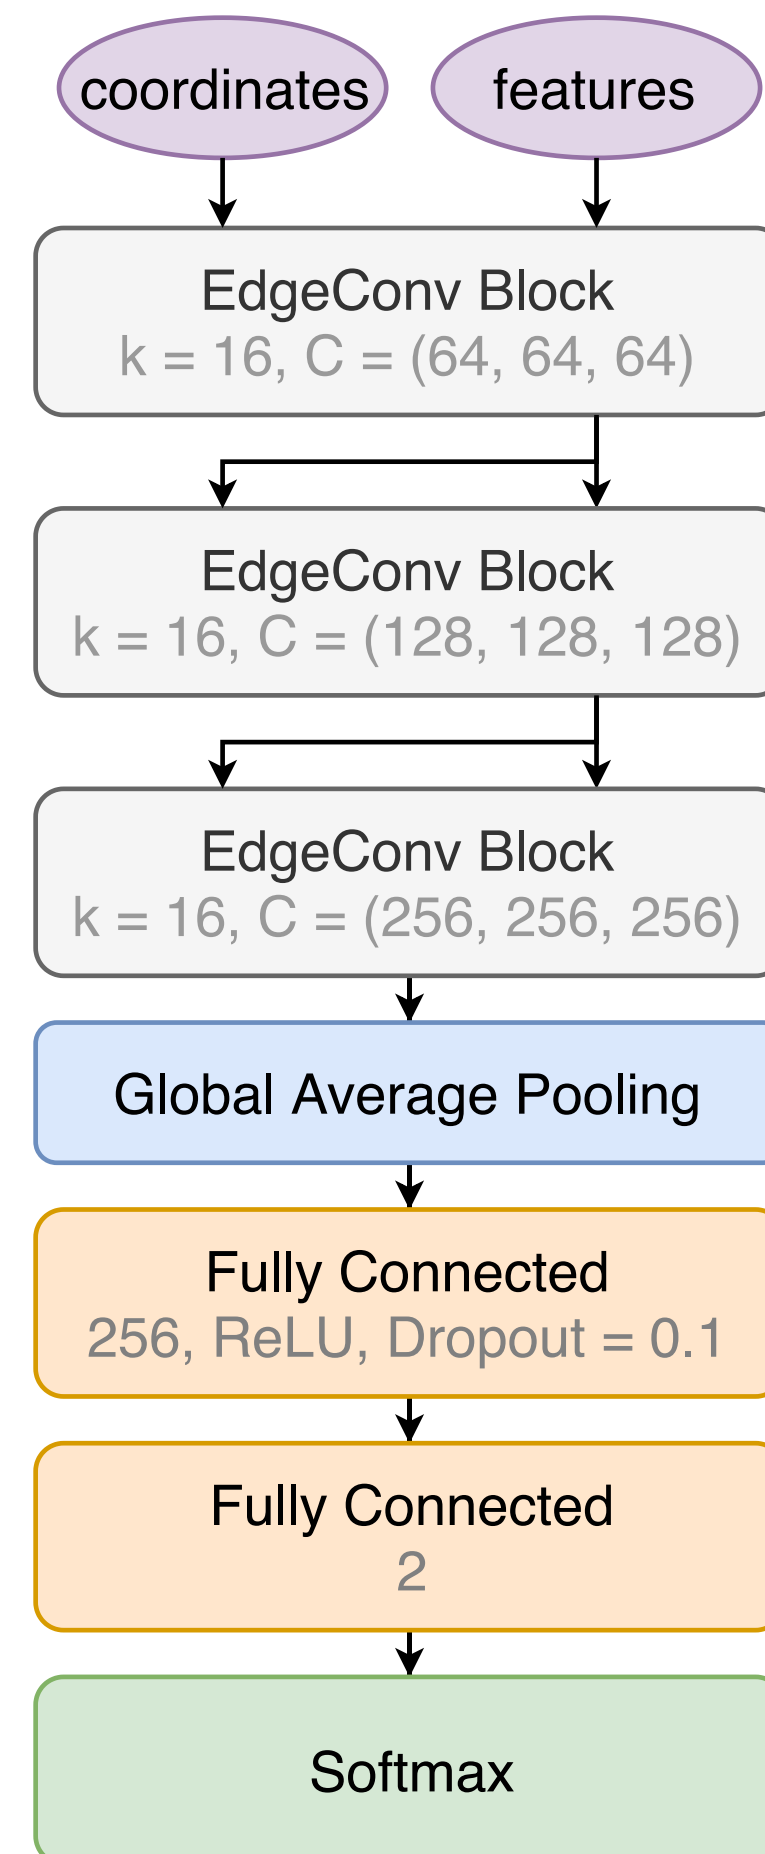 coordinates
features
EdgeConv Block
k = 16, C = (64, 64, 64)
EdgeConv Block
k = 16, C = (128, 128, 128)
EdgeConv Block
k = 16, C = (256, 256, 256)
Global Average Pooling
Fully Connected
256, ReLU, Dropout = 0.1
Fully Connected
2
Softmax